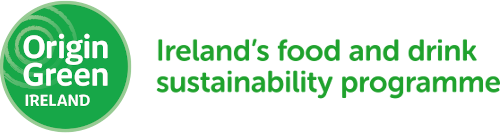 Origin
Green
IRELAND
Ireland's food and drink
sustainability programme